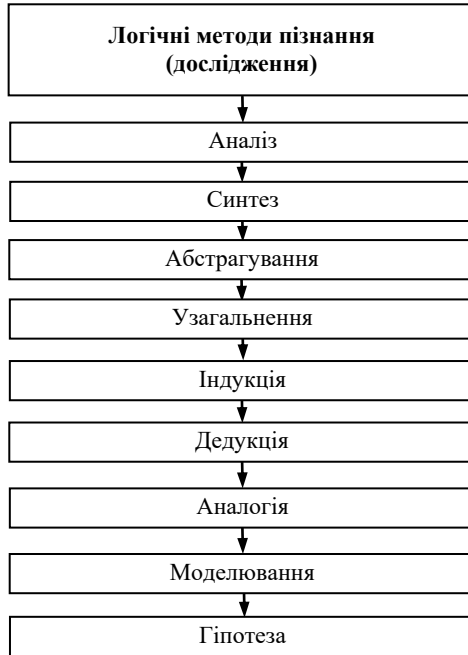 Логічні методи пізнання
(дослідження)
Аналіз
Синтез
Абстрагування
Узагальнення
Індукція
Дедукція
Аналогія
Моделювання
Гіпотеза